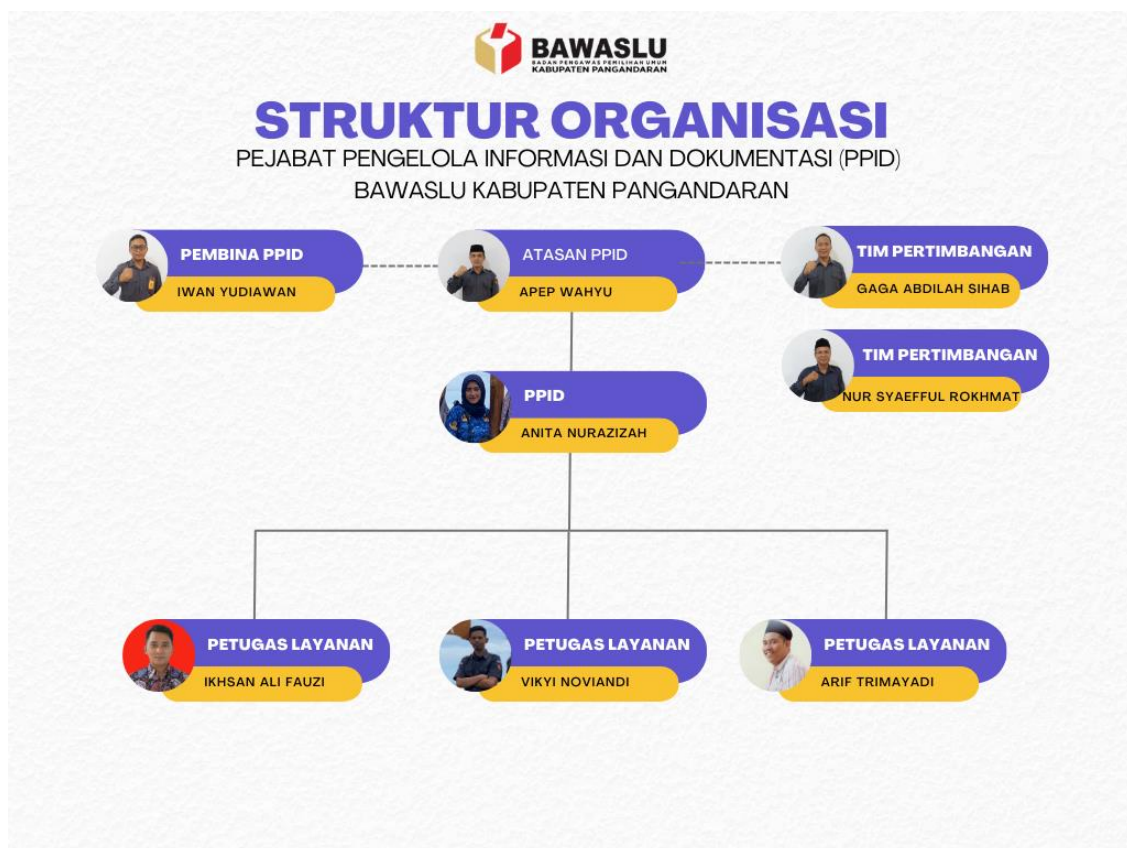 BAWASLU
BADAN PENGAWAS PEMILIHAN UMUM
KABUPATEN PANGANDARAN
STRUKTUR ORGANISASI
PEJABAT PENGELOLA INFORMASI DAN DOKUMENTASI (PPID)
BAWASLU KABUPATEN PANGANDARAN
PEMBINA PPID
IWAN YUDIAWAN
ATASAN PPID
APEP WAHYU
TIM PERTIMBANGAN
GAGA ABDILAH SIHAB
TIM PERTIMBANGAN
NUR SYAEFFUL ROKHMAT
PPID
ANITA NURAZIZAH
PETUGAS LAYANAN
IKHSAN ALI FAUZI
PETUGAS LAYANAN
VIKYI NOVIANDI
PETUGAS LAYANAN
ARIF TRIMAYADI